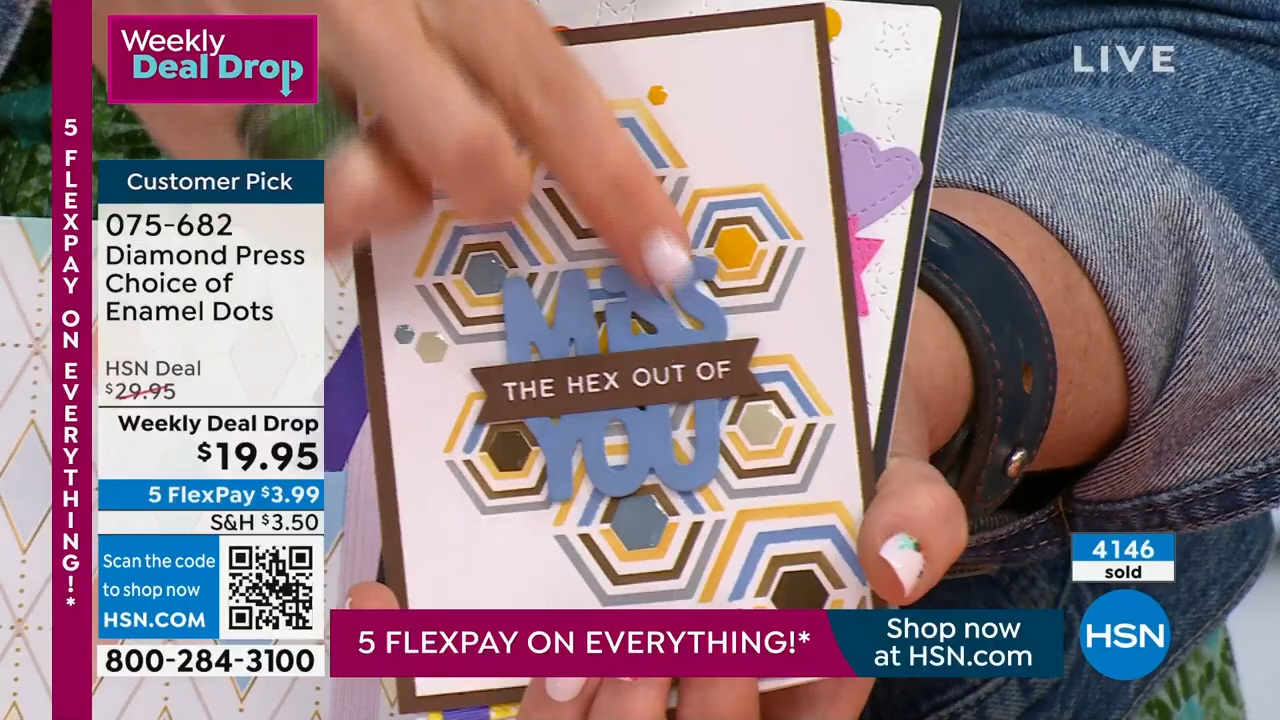 Weekly
Deal Drop
LIVE
5 FLEXPAY ON EVERYTHING!*
Customer Pick
075-682
Diamond Press
Choice of
Enamel Dots
HSN Deal
$29.95
Weekly Deal Drop
$19.95
5 FlexPay $3.99
S&H $3.50
Scan the code
to shop now
HSN.COM
800-284-3100
MISS
THE HEX OUT OF
YOU
4146
sold
HSN
5 FLEXPAY ON EVERYTHING!*
Shop now
at HSN.com